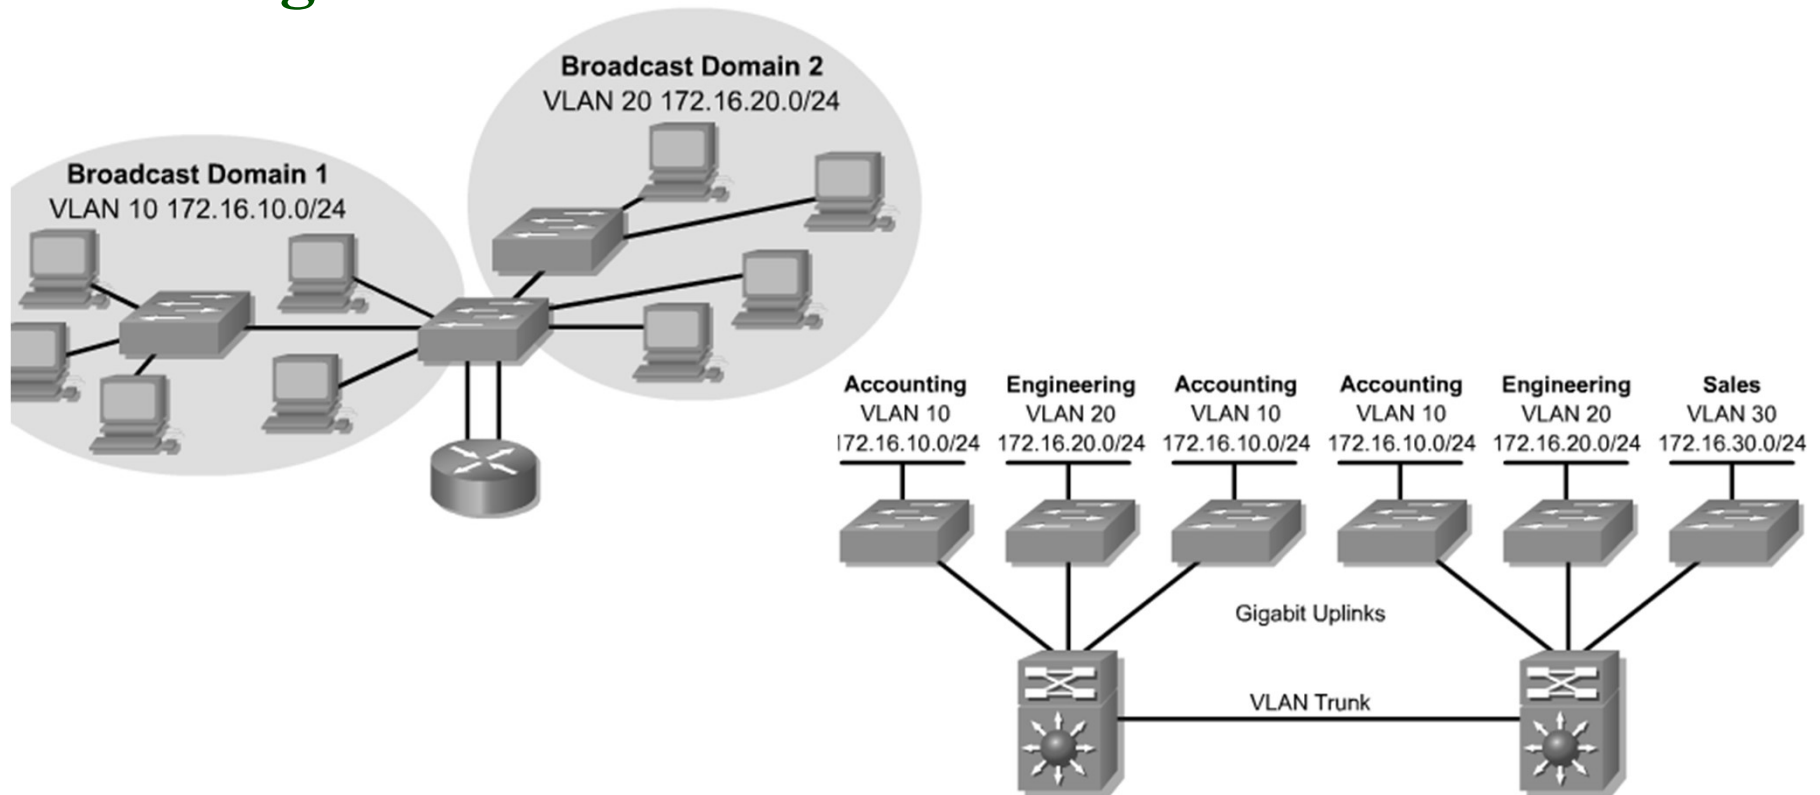 Broadcast Domain 2
VLAN 20 172.16.20.0/24
Broadcast Domain 1
VLAN 10 172.16.10.0/24
Accounting
VLAN 10
172.16.10.0/24
Engineering
VLAN 20
172.16.20.0/24
Accounting
VLAN 10
172.16.10.0/24
Accounting
VLAN 10
172.16.10.0/24
Engineering
VLAN 20
172.16.20.0/24
Sales
VLAN 30
172.16.30.0/24
Gigabit Uplinks
VLAN Trunk